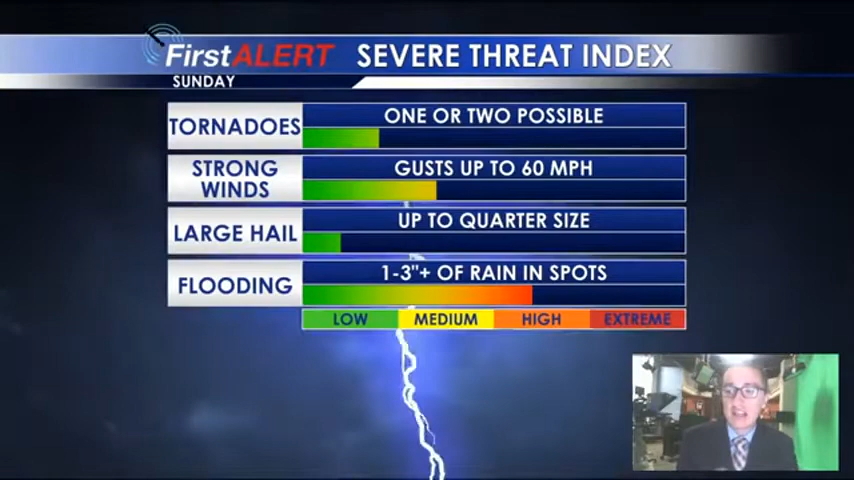 FirstALERT SEVERE THREAT INDEX
SUNDAY
TORNADOES
ONE OR TWO POSSIBLE
STRONG
WINDS
GUSTS UP TO 60 MPH
LARGE HAIL
UP TO QUARTER SIZE
FLOODING
1-3"+ OF RAIN IN SPOTS
LOW MEDIUM HIGH EXTREME